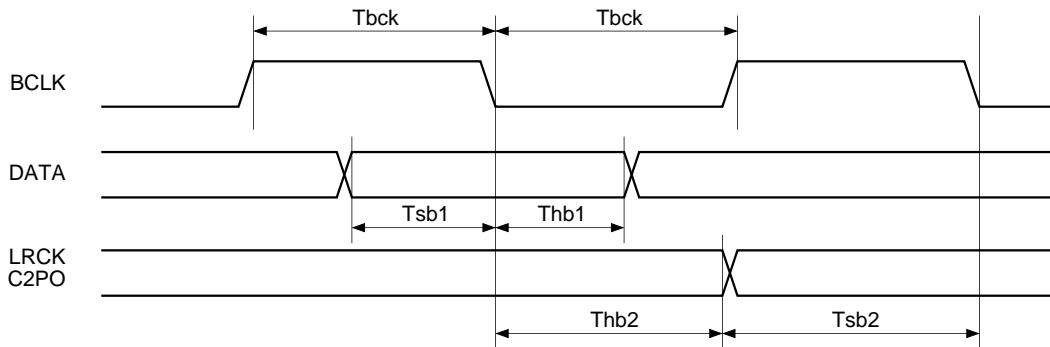 Tbck Tbck
BCLK
DATA
Tsb1 Thb1
LRCK
C2PO
Thb2 Tsb2